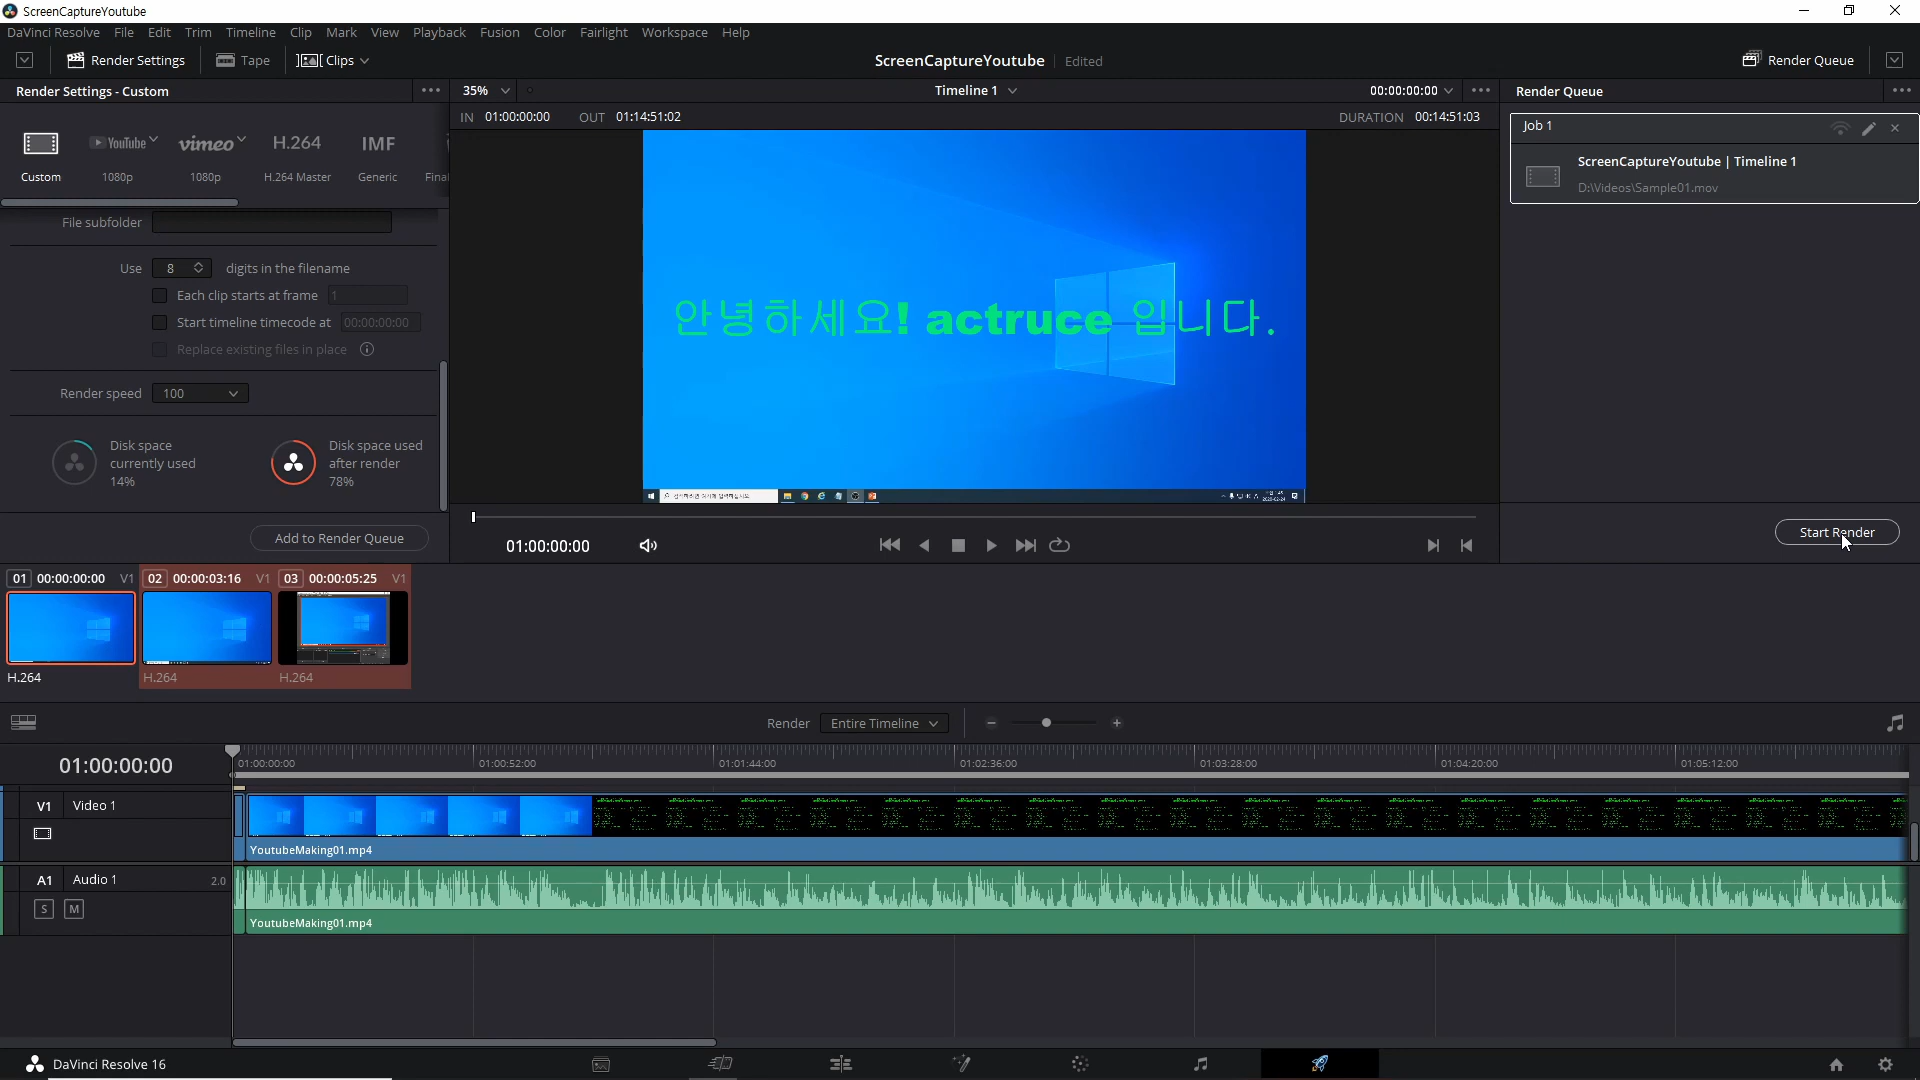 ScreenCaptureYoutube
DaVinci Resolve File Edit Trim Timeline Clip Mark View Playback Fusion Color Fairlight Workspace Help
Render Settings Tape Clips ScreenCaptureYoutube Edited Render Queue
Render Settings - Custom 35% Timeline 1 00:00:00:00 Render Queue
IN 01:00:00:00 OUT 01:14:51:02 DURATION 00:14:51:03
Job 1
YouTube vimeo H.264 IMF
ScreenCaptureYoutube | Timeline 1
Custom 1080p 1080p H.264 Master Generic Final
D:\Videos\Sample01.mov
File subfolder
Use 8 digits in the filename
Each clip starts at frame 1
Start timeline timecode at 00:00:00:00
Replace existing files in place
안녕하세요! actruce 입니다.
Render speed 100
Disk space currently used 14%
Disk space used after render 78%
Add to Render Queue
01:00:00:00
Start Render
01 00:00:00:00 V1 02 00:00:03:16 V1 03 00:00:05:25 V1
H.264 H.264 H.264
Render Entire Timeline
01:00:00:00
01:00:00:00 01:00:52:00 01:01:44:00 01:02:36:00 01:03:28:00 01:04:20:00 01:05:12:00
V1 Video 1
YoutubeMaking01.mp4
A1 Audio 1 2.0
S M
YoutubeMaking01.mp4
DaVinci Resolve 16